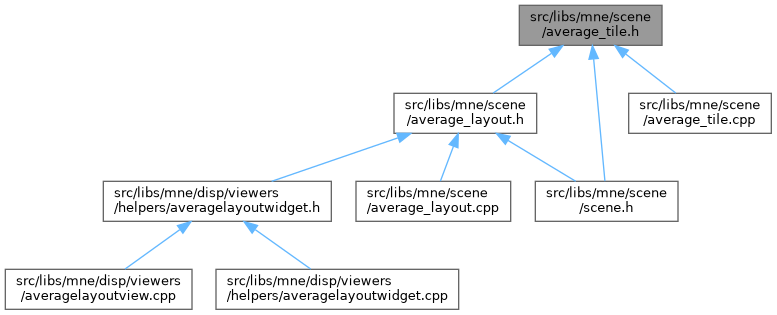 src/libs/mne/scene
/average_tile.h
src/libs/mne/scene
/average_layout.h
src/libs/mne/scene
/average_tile.cpp
src/libs/mne/disp/viewers
/helpers/averagelayoutwidget.h
src/libs/mne/scene
/average_layout.cpp
src/libs/mne/scene
/scene.h
src/libs/mne/disp/viewers
/averagelayoutview.cpp
src/libs/mne/disp/viewers
/helpers/averagelayoutwidget.cpp